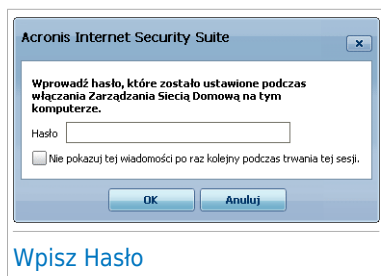 Acronis Internet Security Suite
Wprowadź hasło, które zostało ustawione podczas
włączania Zarządzania Siecią Domową na tym
komputerze.
Hasło
Nie pokazuj tej wiadomości po raz kolejny podczas trwania tej sesji.
OK Anuluj
Wpisz Hasło